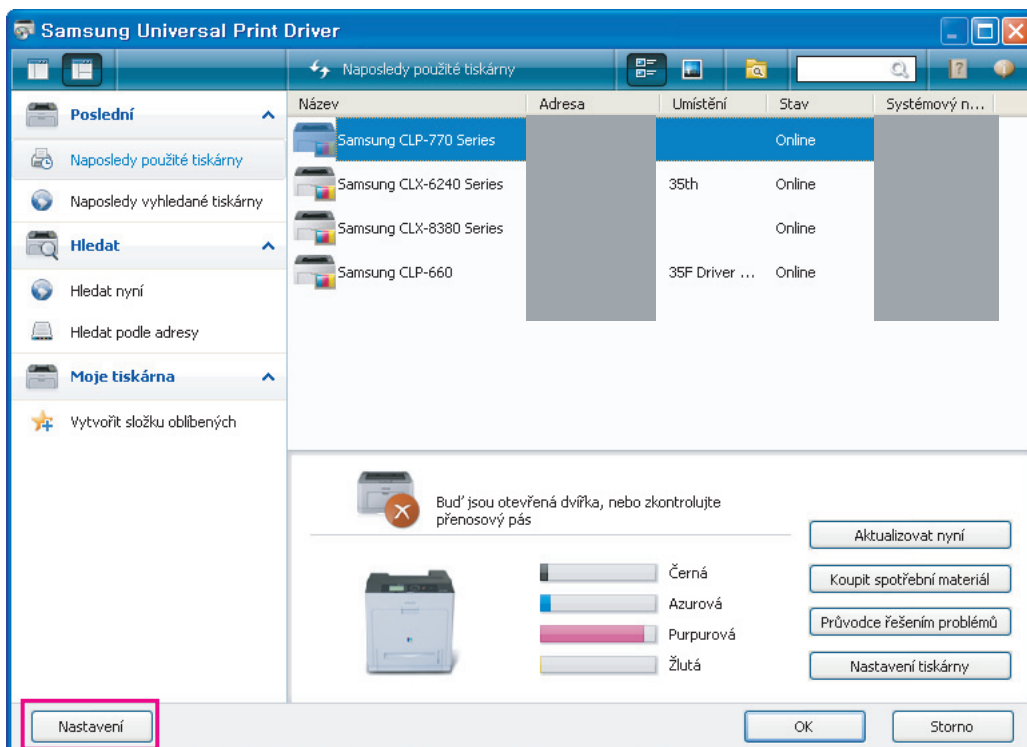 Samsung Universal Print Driver
Naposledy použité tiskárny
Poslední
Naposledy použité tiskárny
Naposledy vyhledané tiskárny
Hledat
Hledat nyní
Hledat podle adresy
Moje tiskárna
Vytvořit složku oblíbených
Název Adresa Umístění Stav Systémový n...
Samsung CLP-770 Series Online
Samsung CLX-6240 Series 35th Online
Samsung CLX-8380 Series Online
Samsung CLP-660 35F Driver ... Online
Buď jsou otevřená dvířka, nebo zkontrolujte
přenosový pás
Černá
Azurová
Purpurová
Žlutá
Aktualizovat nyní
Koupit spotřební materiál
Průvodce řešením problémů
Nastavení tiskárny
Nastavení OK Storno